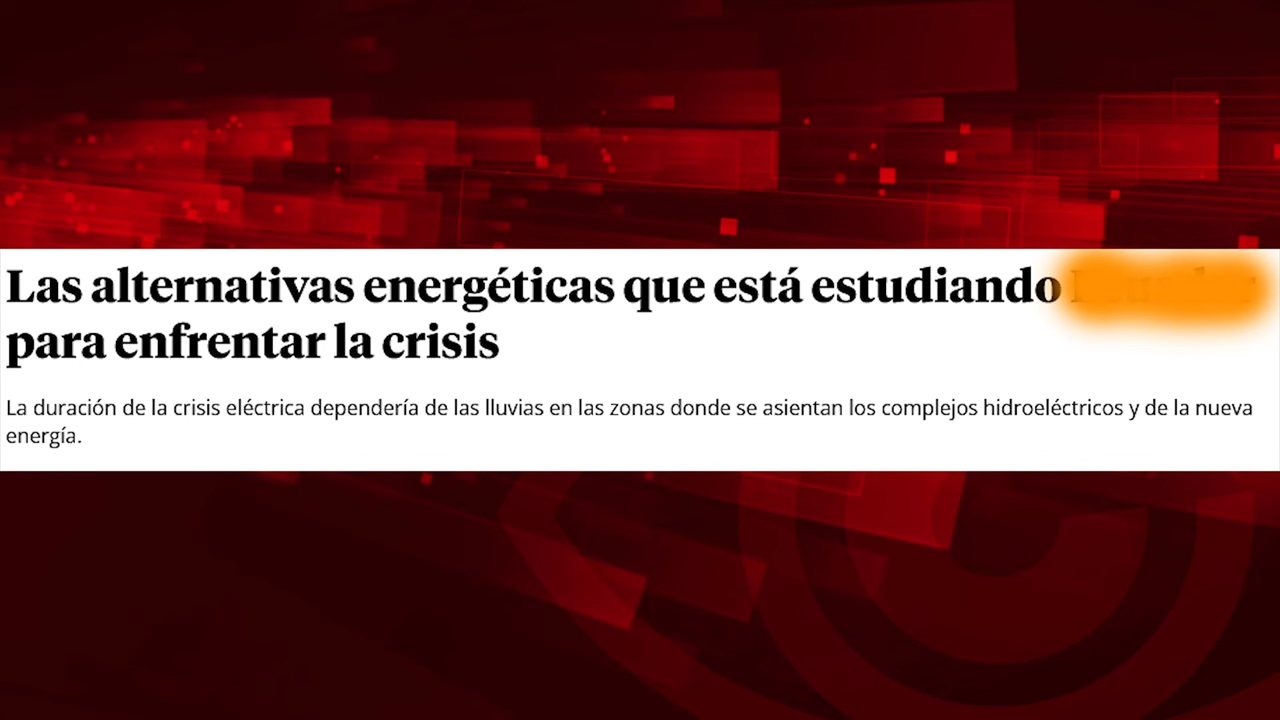 Las alternativas energéticas que está estudiando
para enfrentar la crisis
La duración de la crisis eléctrica dependería de las lluvias en las zonas donde se asientan los complejos hidroeléctricos y de la nueva
energía.